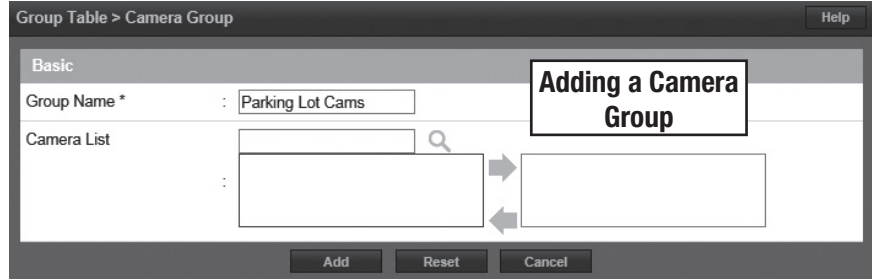 Group Table > Camera Group
Help
Basic
Adding a Camera
Group
Group Name * : Parking Lot Cams
Camera List
:
Add Reset Cancel